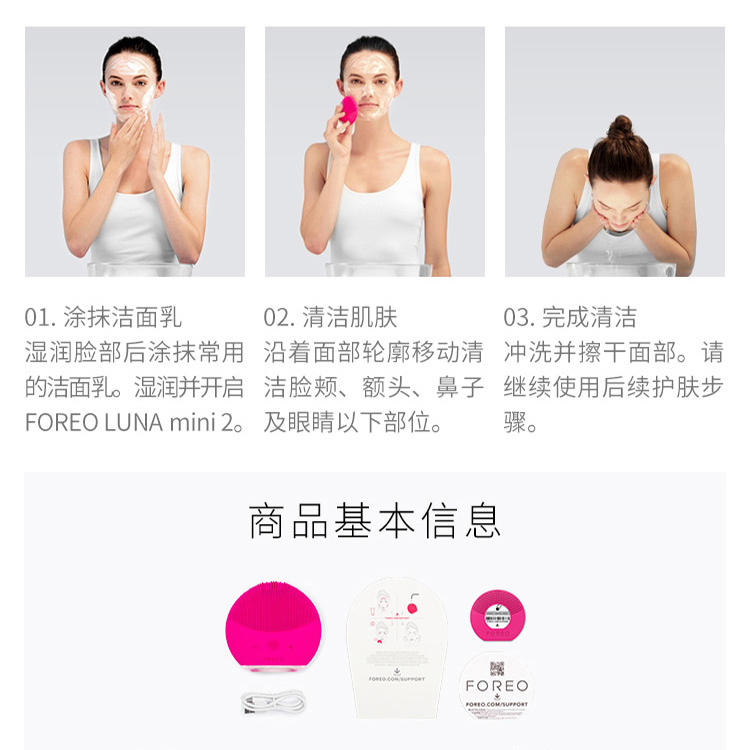 01. 涂抹洁面乳
湿润脸部后涂抹常用
的洁面乳。湿润并开启
FOREO LUNA mini 2。
02. 清洁肌肤
沿着面部轮廓移动清
洁脸颊、额头、鼻子
及眼睛以下部位。
03. 完成清洁
冲洗并擦干面部。请
继续使用后续护肤步
骤。
商品基本信息
FOREO.COM/SUPPORT
FOREO
FOREO
FOREO.COM/SUPPORT